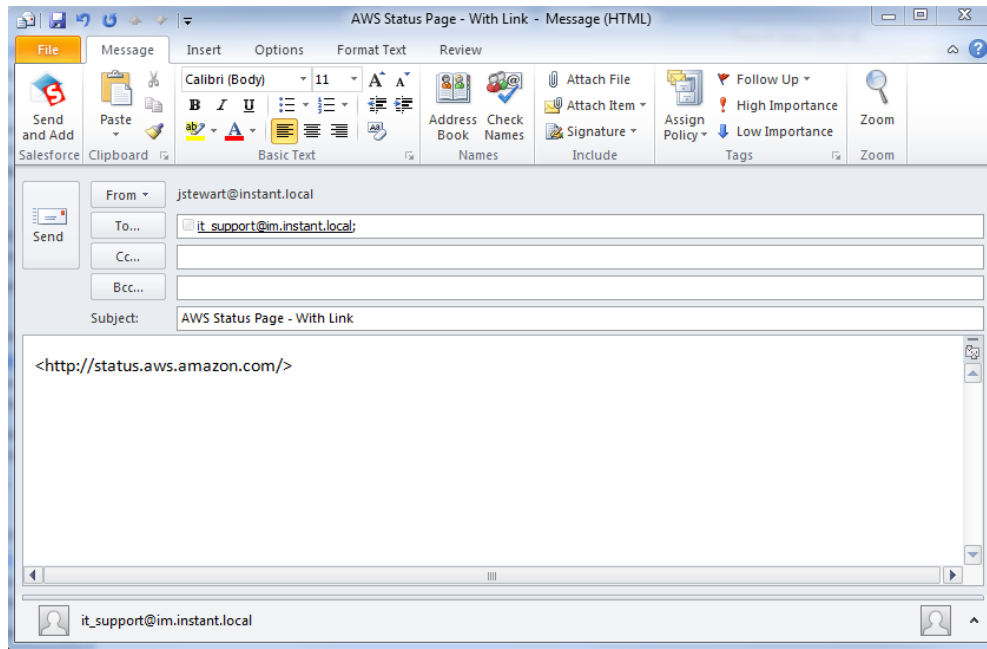 AWS Status Page - With Link - Message (HTML)
File Message Insert Options Format Text Review
Send and Add
Salesforce
Paste
Clipboard
Calibri (Body) 11 A A
B I U
ab A
Basic Text
Address Book
Check Names
Names
Attach File
Attach Item
Signature
Include
Assign Policy
Follow Up
High Importance
Low Importance
Tags
Zoom
Zoom
Send
From jstewart@instant.local
To... it_support@im.instant.local;
Cc...
Bcc...
Subject: AWS Status Page - With Link
<http://status.aws.amazon.com/>
it_support@im.instant.local